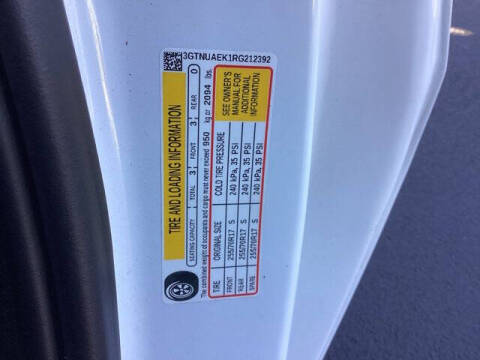 3GTNUAEK1RG212392
TIRE AND LOADING INFORMATION
SEATING CAPACITY TOTAL 3 FRONT 3 REAR 0
The combined weight of occupants and cargo must never exceed 950 kg or 2094 lbs.
TIRE ORIGINAL SIZE COLD TIRE PRESSURE
FRONT 255/70R17 S 240 kPa, 35 PSI
REAR 255/70R17 S 240 kPa, 35 PSI
SPARE 255/70R17 S 240 kPa, 35 PSI
SEE OWNER'S
MANUAL FOR
ADDITIONAL
INFORMATION